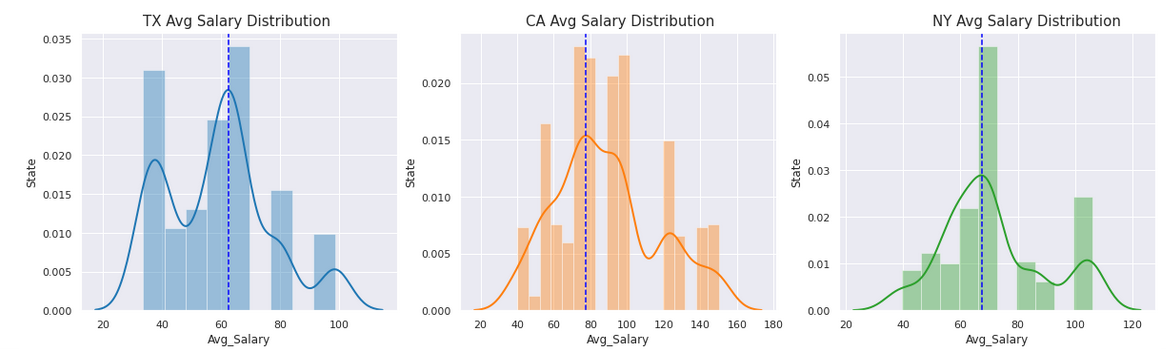 TX Avg Salary Distribution
0.035
0.030
0.025
0.020
0.015
0.010
0.005
0.000
State
20 40 60 80 100
Avg_Salary
CA Avg Salary Distribution
0.020
0.015
0.010
0.005
0.000
State
20 40 60 80 100 120 140 160 180
Avg_Salary
NY Avg Salary Distribution
0.05
0.04
0.03
0.02
0.01
0.00
State
20 40 60 80 100 120
Avg_Salary